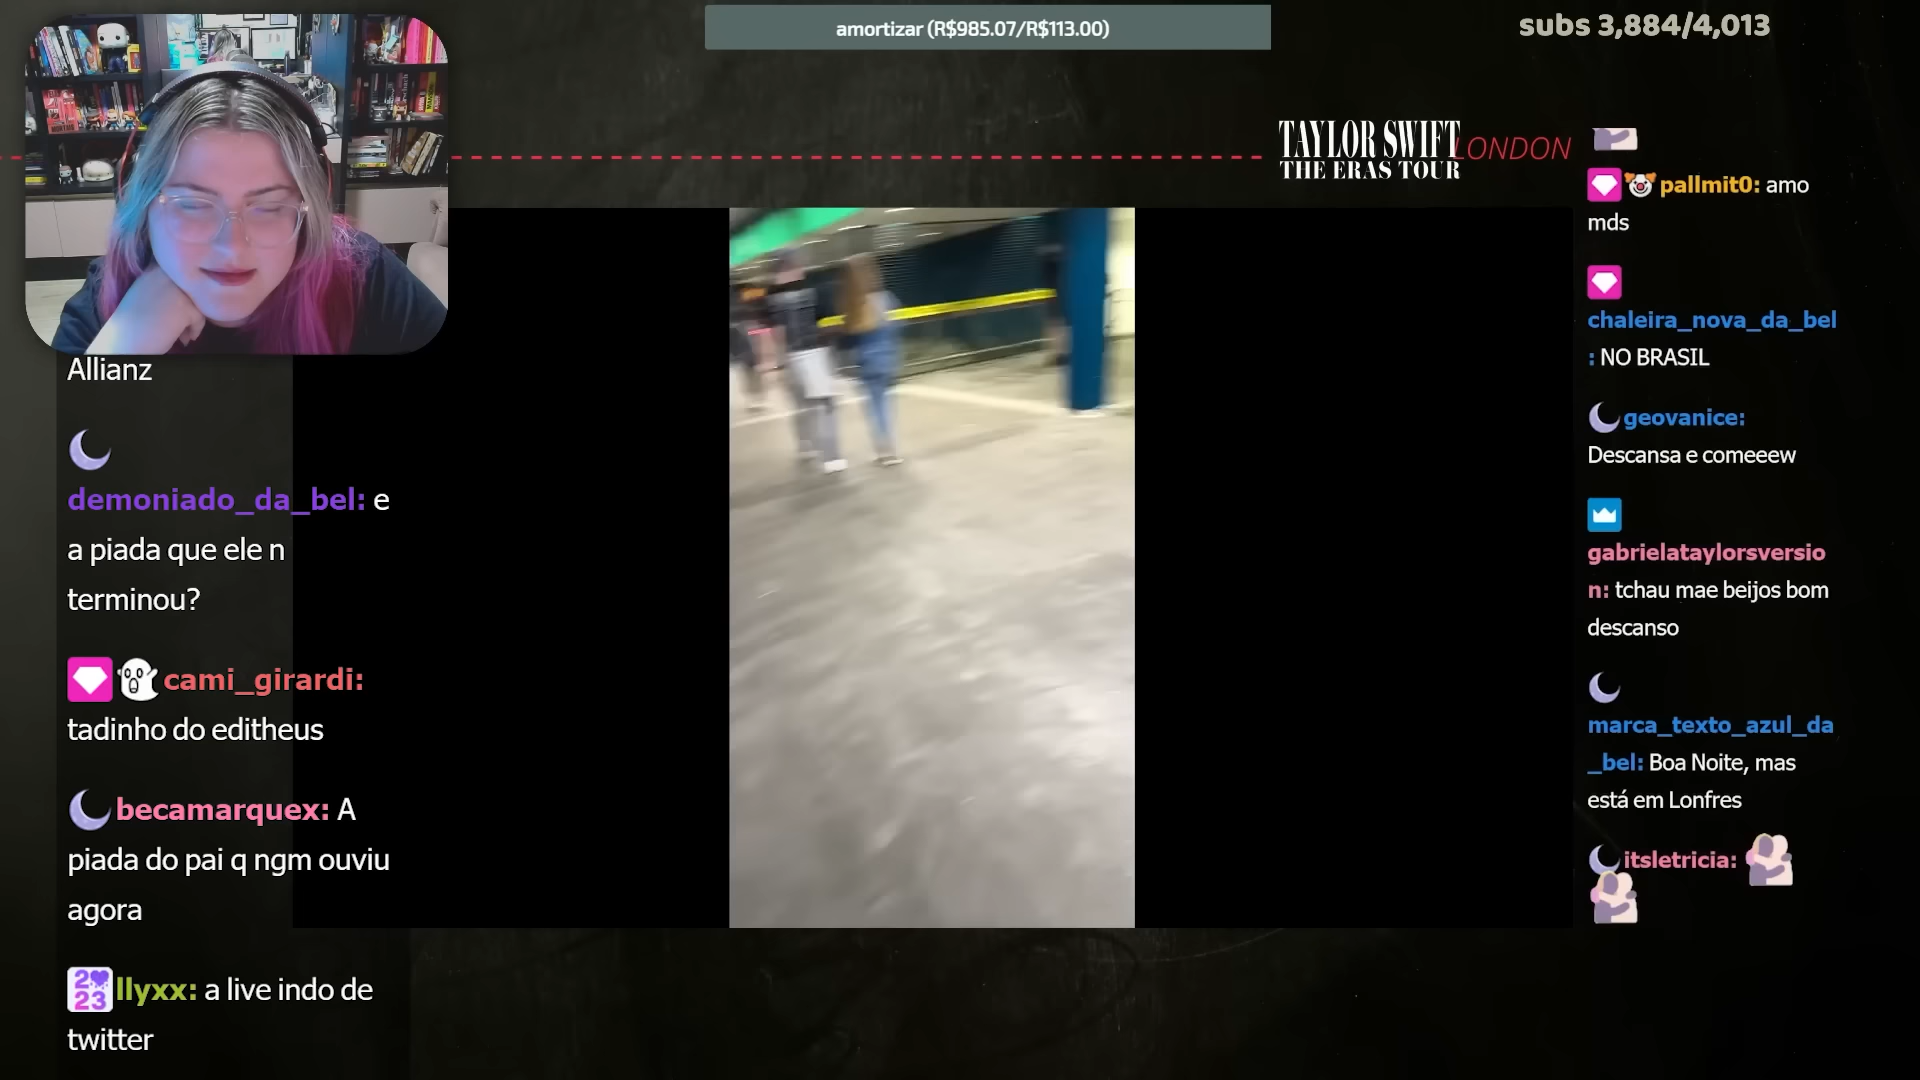 amortizar (R$985.07/R$113.00)
subs 3,884/4,013
TAYLOR SWIFT
THE ERAS TOUR
LONDON
Allianz
demoniado_da_bel: e
a piada que ele n
terminou?
cami_girardi:
tadinho do editheus
becamarquex: A
piada do pai q ngm ouviu
agora
2
23
llyxx: a live indo de
twitter
pallmit0: amo
mds
chaleira_nova_da_bel
: NO BRASIL
geovanice:
Descansa e comeeew
gabrielataylorsversio
n: tchau mae beijos bom
descanso
marca_texto_azul_da
_bel: Boa Noite, mas
está em Lonfres
itsletricia: